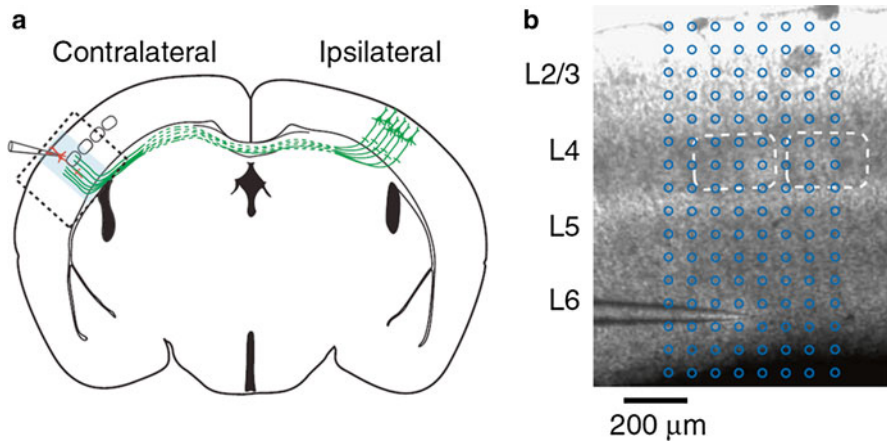 a
Contralateral
Ipsilateral
b
L2/3
L4
L5
L6
200 μm